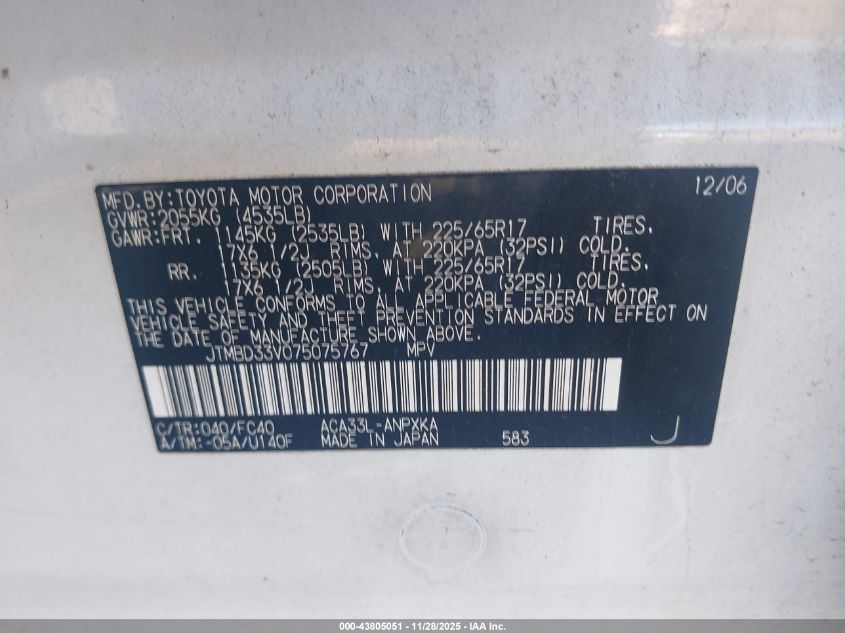 MFD.BY:TOYOTA MOTOR CORPORATION 12/06
GVWR:2055KG (4535LB)
GAWR:FRT. 1145KG (2535LB) WITH 225/65R17 TIRES.
17X6 1/2J RIMS. AT 220KPA (32PSI) COLD.
RR. 1135KG (2505LB) WITH 225/65R17 TIRES.
17X6 1/2J RIMS. AT 220KPA (32PSI) COLD.
THIS VEHICLE CONFORMS TO ALL APPLICABLE FEDERAL MOTOR
VEHICLE SAFETY AND THEFT PREVENTION STANDARDS IN EFFECT ON
THE DATE OF MANUFACTURE SHOWN ABOVE.
JTMBD33V075075767 MPV
C/TR:040/FC40 ACA33L-ANPXKA
A/TM:-05A/U140F MADE IN JAPAN 583 J
000-43805051 - 11/28/2025 - IAA Inc.